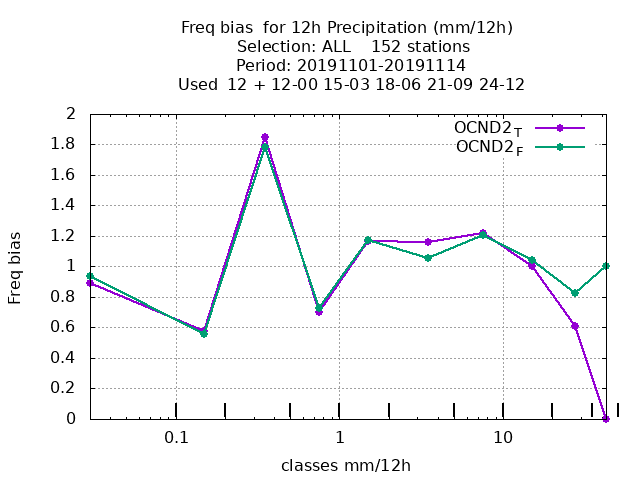 Freq bias  for 12h Precipitation (mm/12h)
Selection: ALL    152 stations
Period: 20191101-20191114
Used  12 + 12-00 15-03 18-06 21-09 24-12
OCND2T
OCND2F
2
1.8
1.6
1.4
1.2
1
0.8
0.6
0.4
0.2
0
Freq bias
0.1
1
10
classes mm/12h